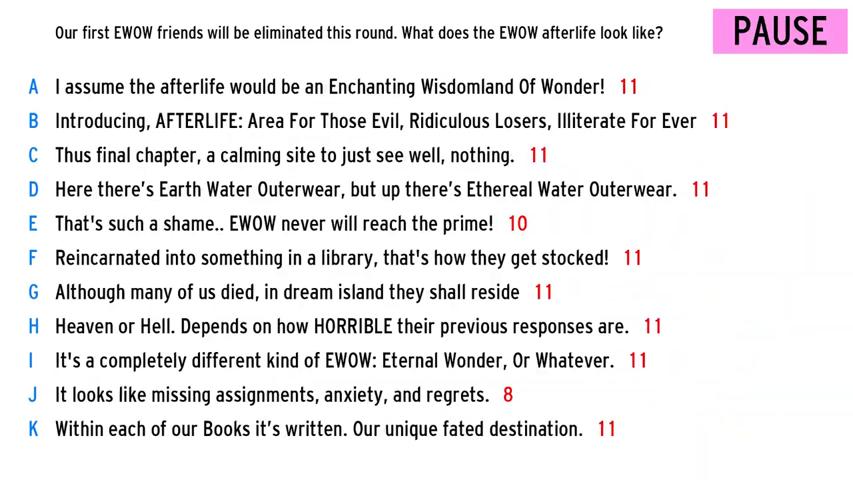 Our first EWOW friends will be eliminated this round. What does the EWOW afterlife look like?
PAUSE
A I assume the afterlife would be an Enchanting Wisdomland Of Wonder! 11
B Introducing, AFTERLIFE: Area For Those Evil, Ridiculous Losers, Illiterate For Ever 11
C Thus final chapter, a calming site to just see well, nothing. 11
D Here there's Earth Water Outerwear, but up there's Ethereal Water Outerwear. 11
E That's such a shame.. EWOW never will reach the prime! 10
F Reincarnated into something in a library, that's how they get stocked! 11
G Although many of us died, in dream island they shall reside 11
H Heaven or Hell. Depends on how HORRIBLE their previous responses are. 11
I It's a completely different kind of EWOW: Eternal Wonder, Or Whatever. 11
J It looks like missing assignments, anxiety, and regrets. 8
K Within each of our Books it's written. Our unique fated destination. 11